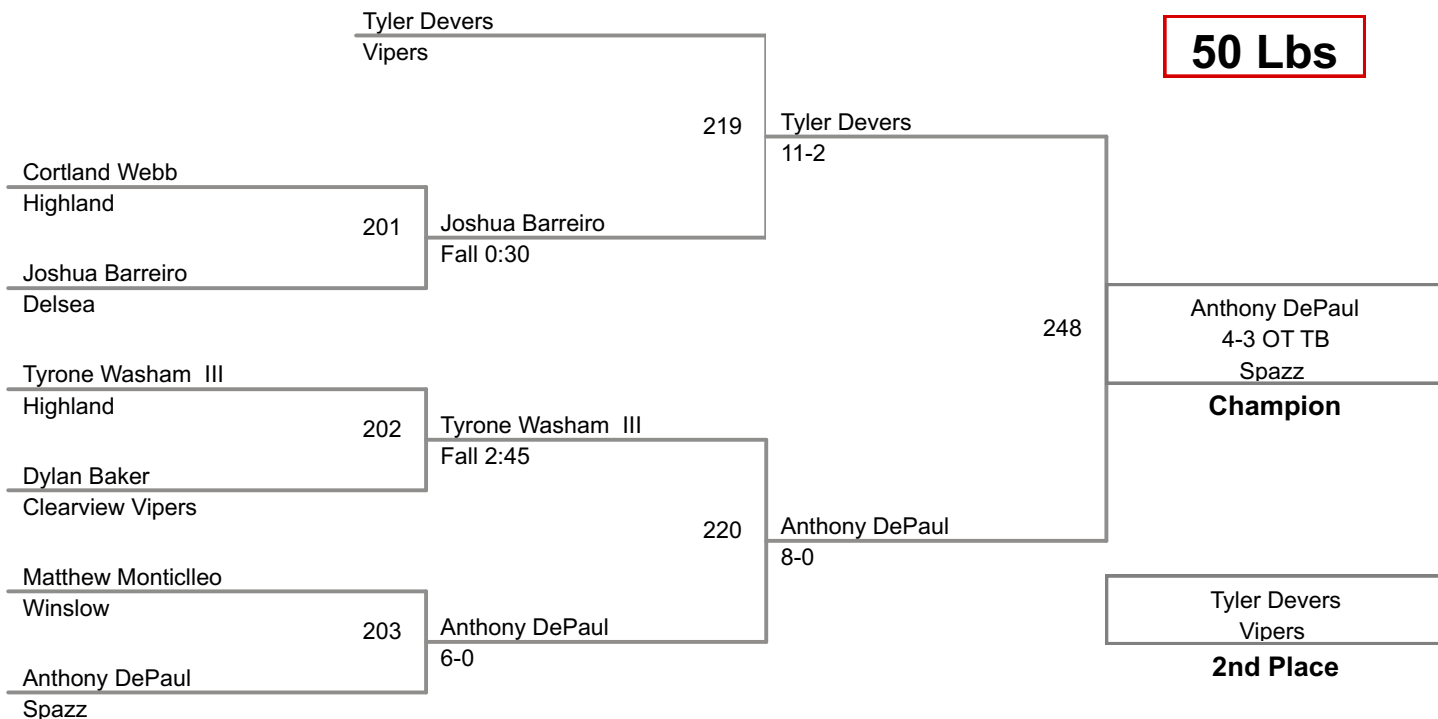 Tyler Devers
Vipers
50 Lbs
219
Tyler Devers
11-2
Cortland Webb
Highland
201
Joshua Barreiro
Fall 0:30
Joshua Barreiro
Delsea
248
Anthony DePaul
4-3 OT TB
Spazz
Champion
Tyrone Washam  III
Highland
202
Tyrone Washam  III
Fall 2:45
Dylan Baker
Clearview Vipers
220
Anthony DePaul
8-0
Matthew Monticlleo
Winslow
203
Anthony DePaul
6-0
Anthony DePaul
Spazz
Tyler Devers
Vipers
2nd Place